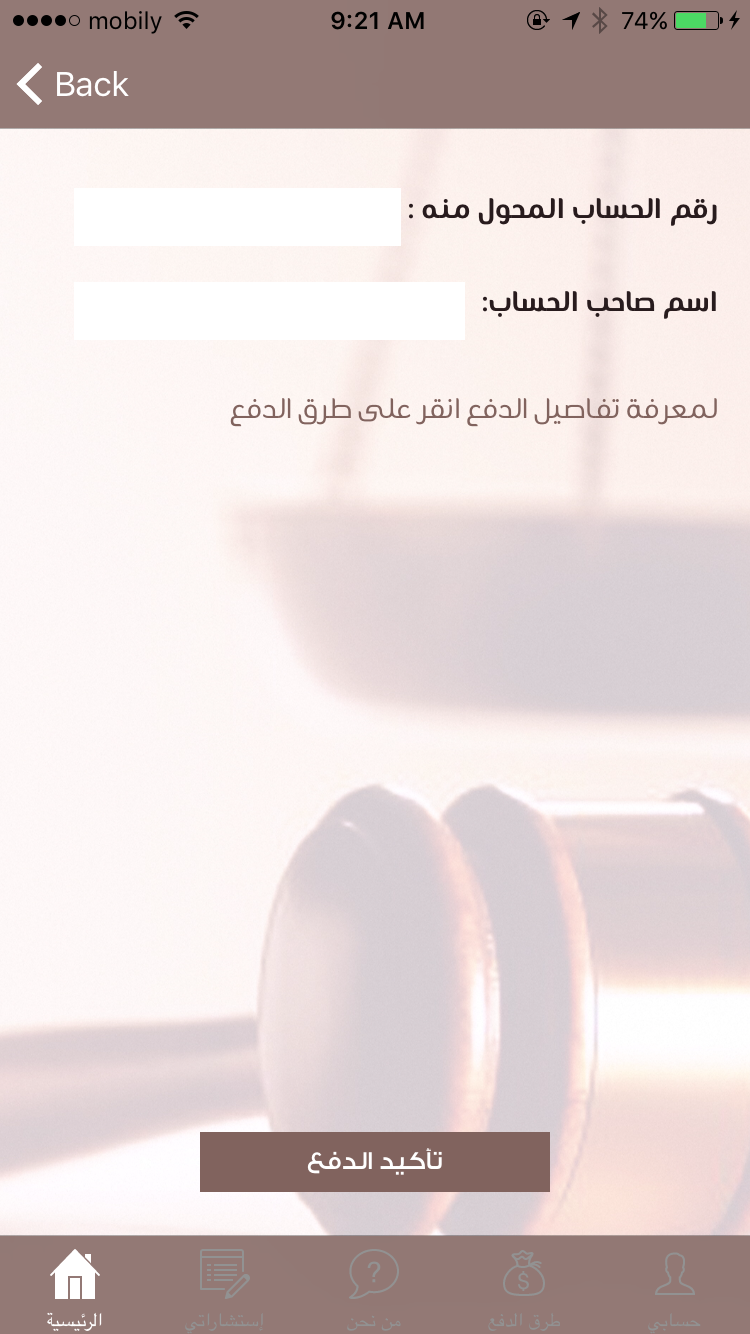 mobily 9:21 AM 74%
Back
رقم الحساب المحول منه :
اسم صاحب الحساب:
لمعرفة تفاصيل الدفع انقر على طرق الدفع
تأكيد الدفع
حسابي طرق الدفع من نحن إستشاراتي الرئيسية